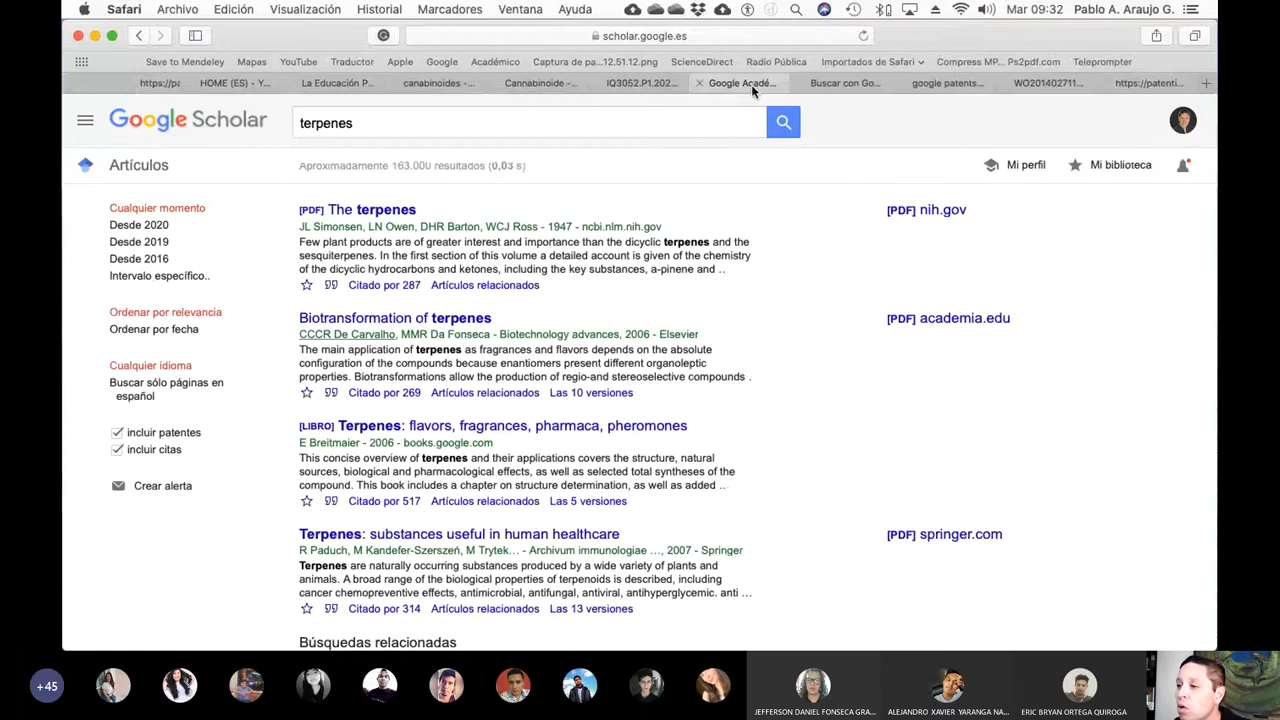 Safari Archivo Edición Visualización Historial Marcadores Ventana Ayuda Mar 09:32 Pablo A. Araujo G.
scholar.google.es
Save to Mendeley Mapas YouTube Traductor Apple Google Académico Captura de pa...12.51.12.png ScienceDirect Radio Pública Importados de Safari Compress MP... Ps2pdf.com Teleprompter
https://pa HOME (ES) - Y... La Educación P... canabinoides -... Cannabinoide -... IQ3052.P1.202... Google Acadé... Buscar con Go... google patents... WO201402711... https://patenti...
Google Scholar
terpenes
Artículos
Aproximadamente 163.000 resultados (0,03 s)
Mi perfil
Mi biblioteca
Cualquier momento
Desde 2020
Desde 2019
Desde 2016
Intervalo específico..
Ordenar por relevancia
Ordenar por fecha
Cualquier idioma
Buscar sólo páginas en
español
incluir patentes
incluir citas
Crear alerta
[PDF] The terpenes
JL Simonsen, LN Owen, DHR Barton, WCJ Ross - 1947 - ncbi.nlm.nih.gov
Few plant products are of greater interest and importance than the dicyclic terpenes and the
sesquiterpenes. In the first section of this volume a detailed account is given of the chemistry
of the dicyclic hydrocarbons and ketones, including the key substances, a-pinene and ..
Citado por 287 Artículos relacionados
[PDF] nih.gov
Biotransformation of terpenes
CCCR De Carvalho, MMR Da Fonseca - Biotechnology advances, 2006 - Elsevier
The main application of terpenes as fragrances and flavors depends on the absolute
configuration of the compounds because enantiomers present different organoleptic
properties. Biotransformations allow the production of regio-and stereoselective compounds .
Citado por 269 Artículos relacionados Las 10 versiones
[PDF] academia.edu
[LIBRO] Terpenes: flavors, fragrances, pharmaca, pheromones
E Breitmaier - 2006 - books.google.com
This concise overview of terpenes and their applications covers the structure, natural
sources, biological and pharmacological effects, as well as selected total syntheses of the
compound. This book includes a chapter on structure determination, as well as added ..
Citado por 517 Artículos relacionados Las 5 versiones
Terpenes: substances useful in human healthcare
R Paduch, M Kandefer-Szerszeń, M Trytek... - Archivum immunologiae ..., 2007 - Springer
Terpenes are naturally occurring substances produced by a wide variety of plants and
animals. A broad range of the biological properties of terpenoids is described, including
cancer chemopreventive effects, antimicrobial, antifungal, antiviral, antihyperglycemic. anti ...
Citado por 314 Artículos relacionados Las 13 versiones
[PDF] springer.com
Búsquedas relacionadas
+45
JEFFERSON DANIEL FONSECA GRA...
ALEJANDRO XAVIER YARANGA NA...
ERIC BRYAN ORTEGA QUIROGA